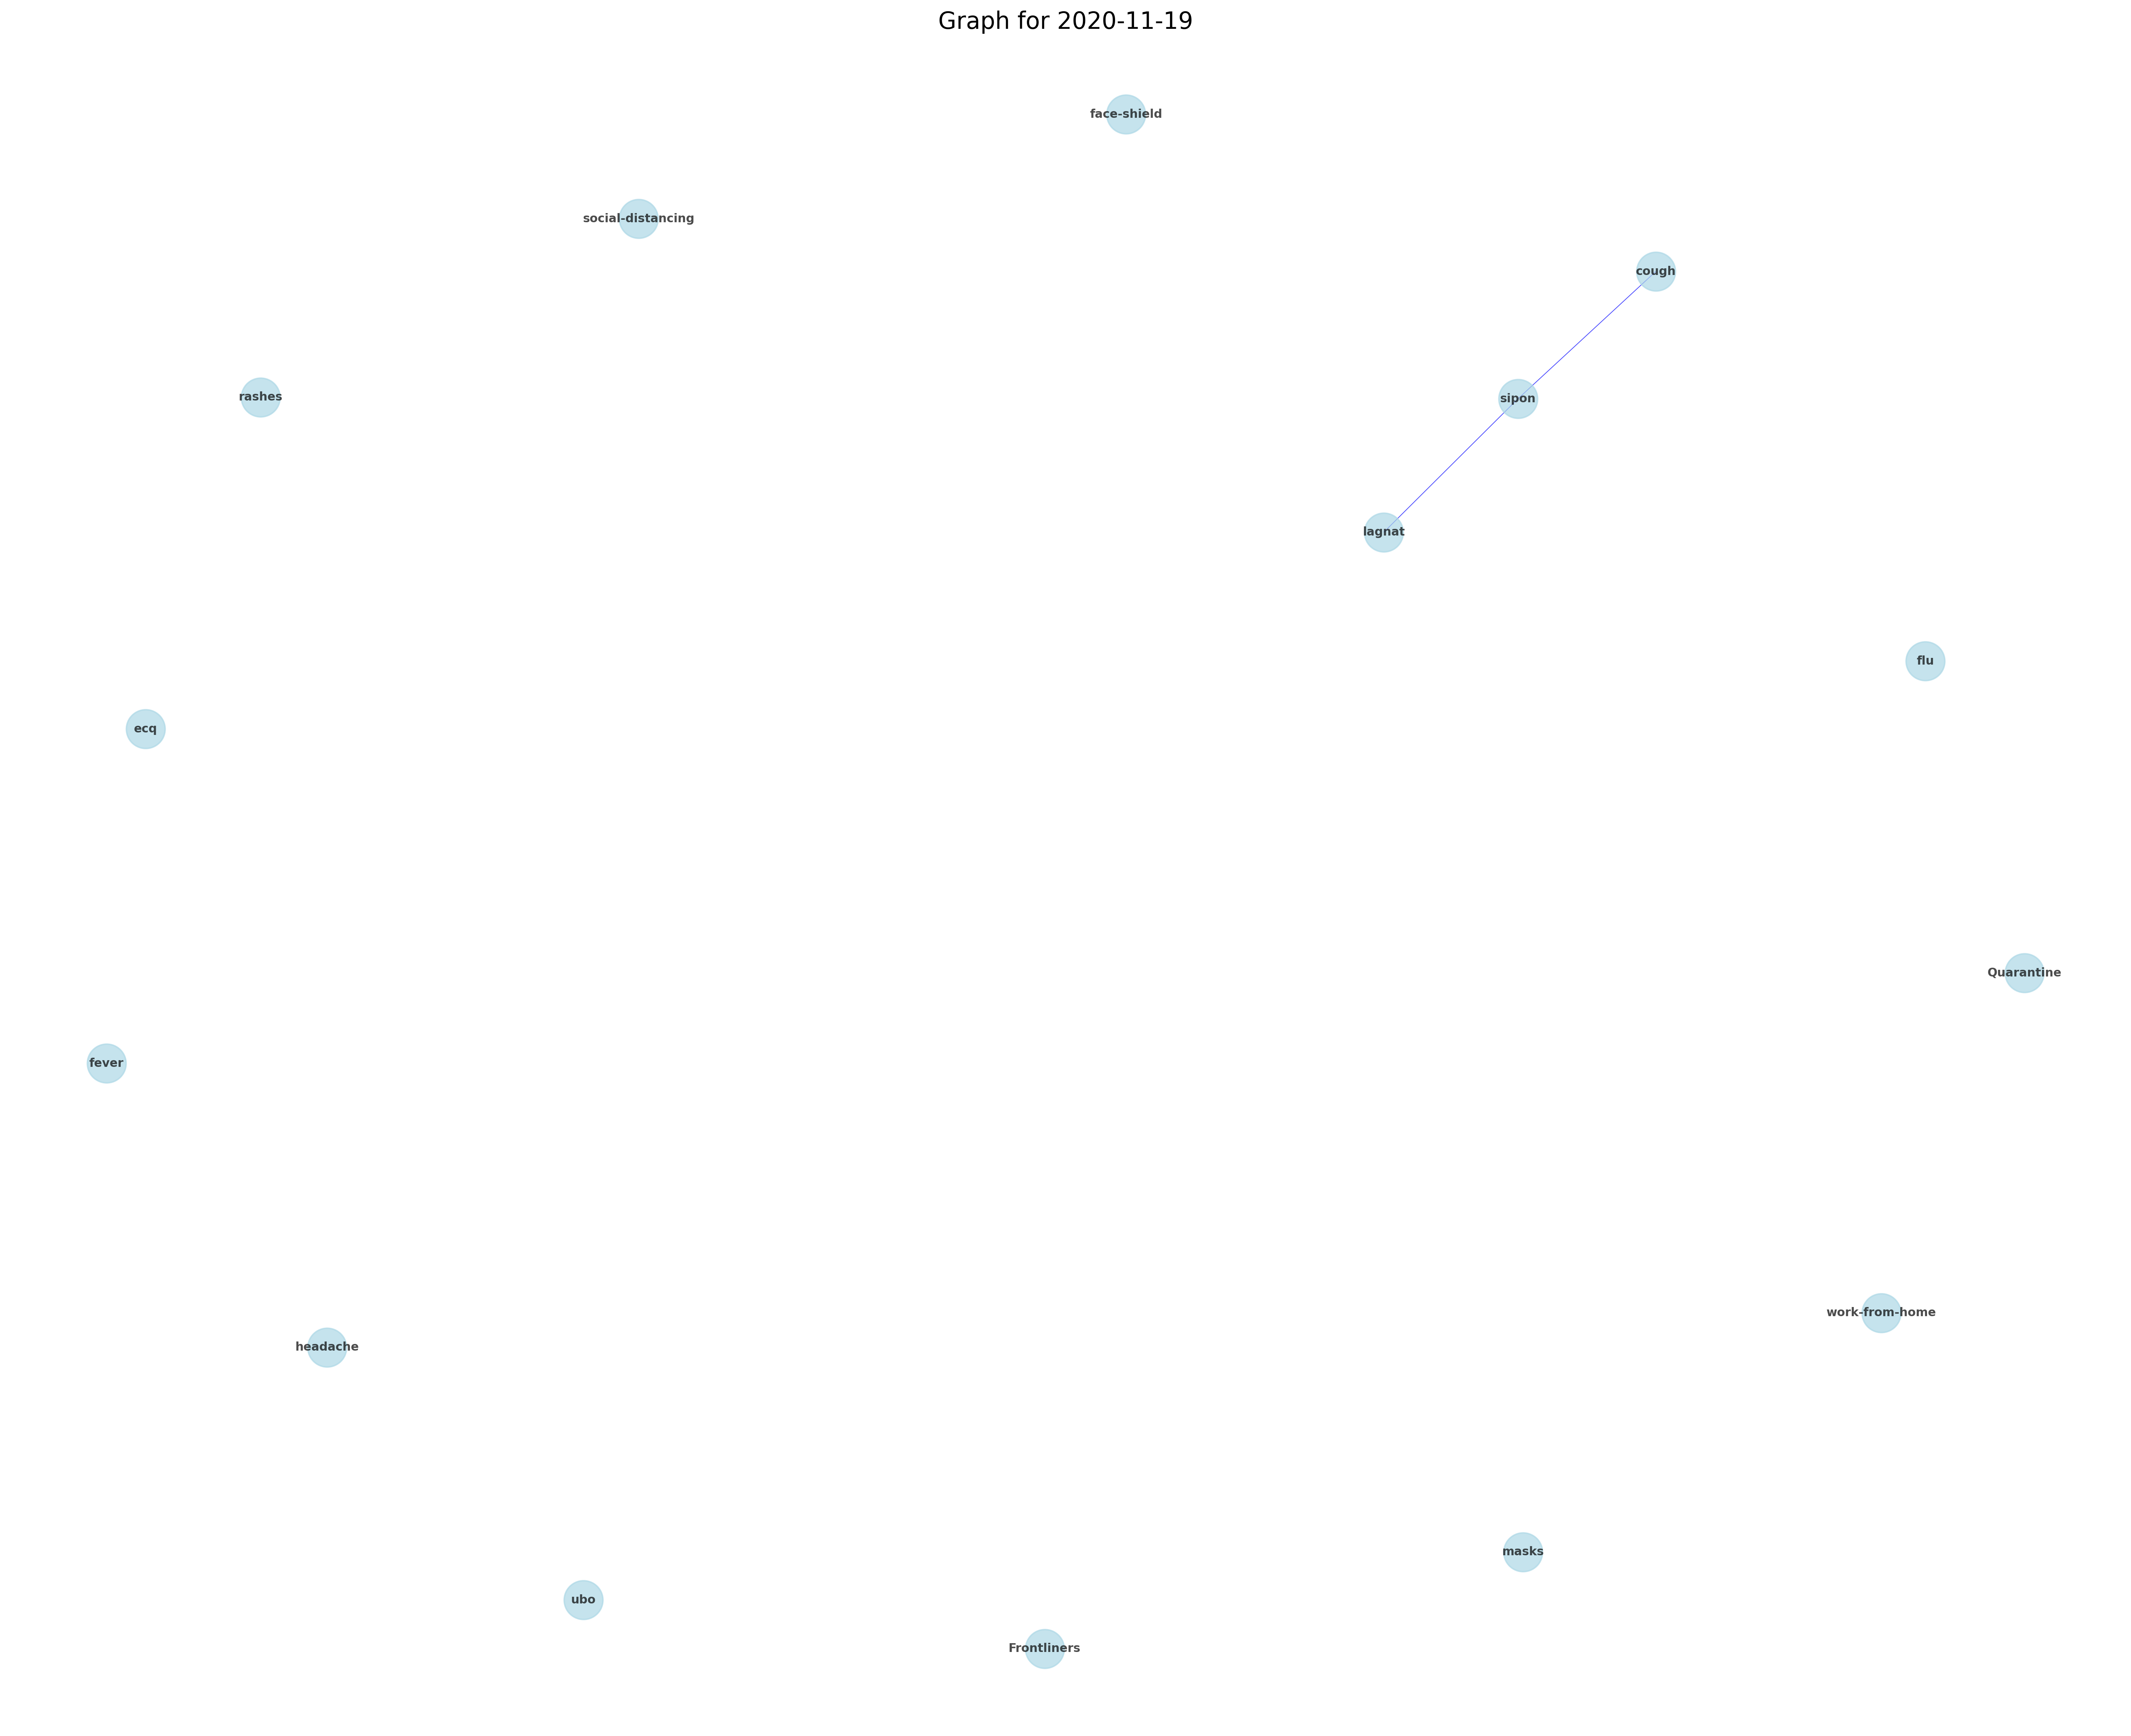 Graph for 2020-11-19
face-shield
social-distancing
cough
rashes
sipon
lagnat
flu
ecq
Quarantine
fever
work-from-home
headache
masks
ubo
Frontliners